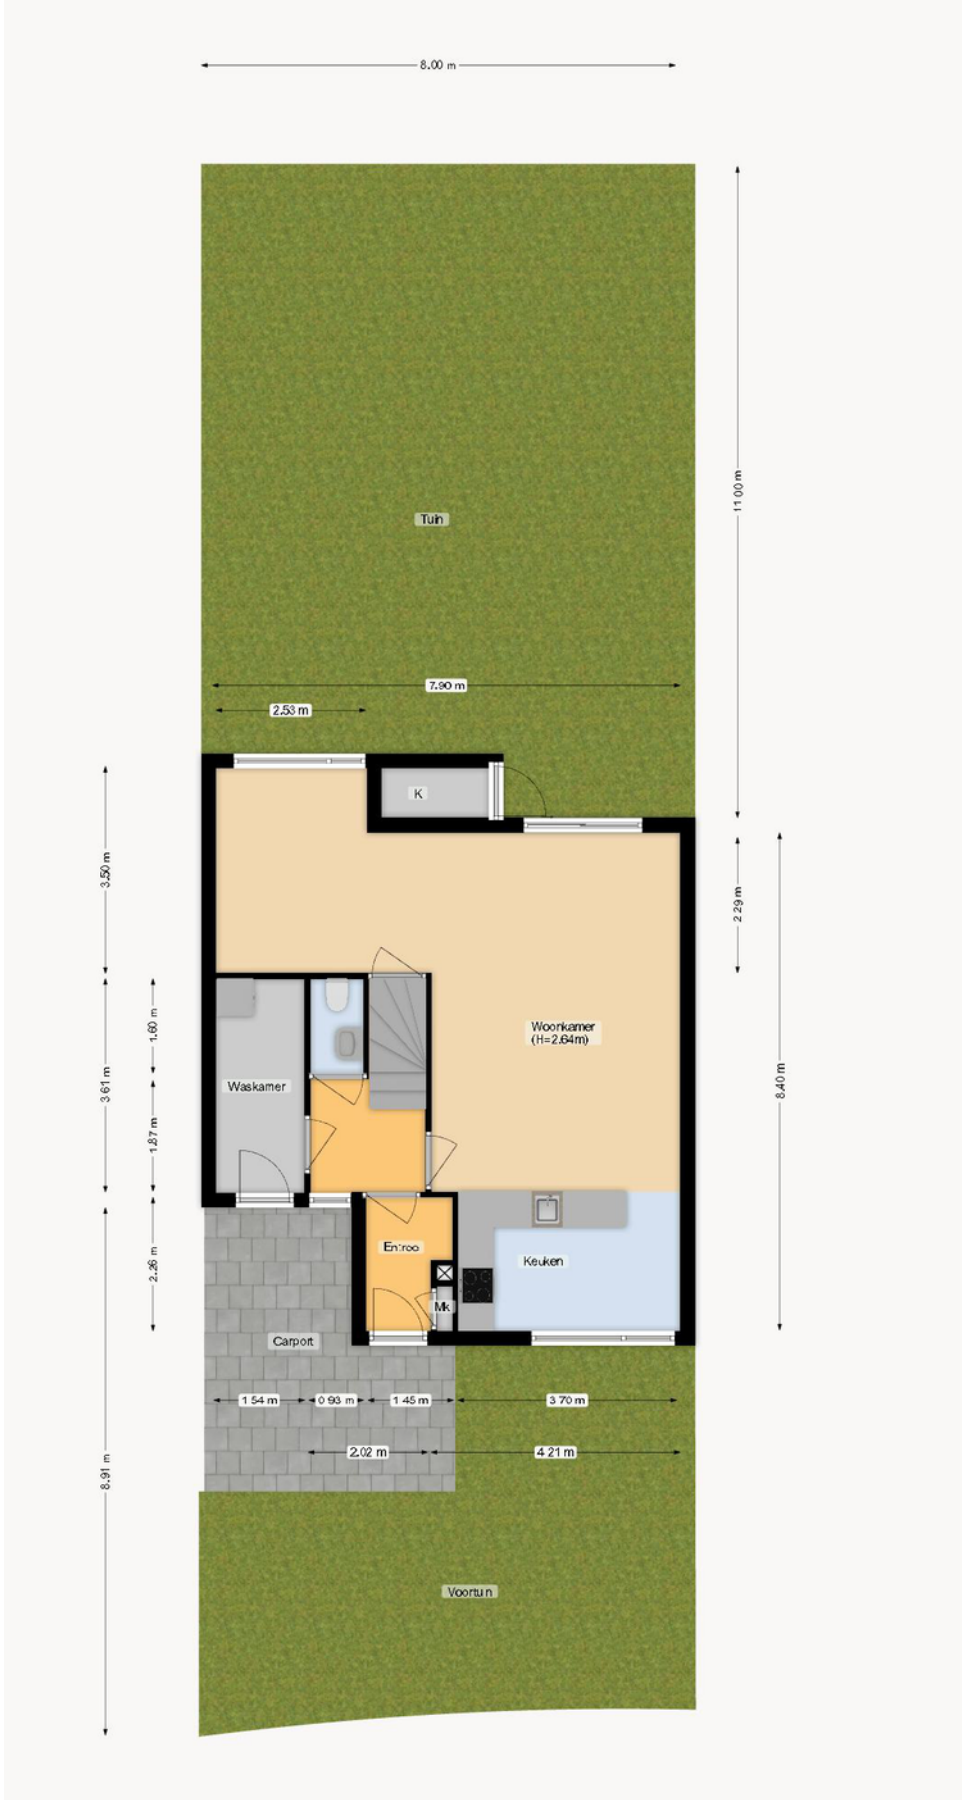 8.00 m
11.00 m
Tuin
7.90 m
2.53 m
K
3.50 m
2.29 m
Woonkamer
(H=2.64m)
1.60 m
3.61 m
Waskamer
8.40 m
1.87 m
Entree
2.26 m
Keuken
Mk
Carport
1.54 m
0.93 m
1.45 m
3.70 m
2.02 m
4.21 m
8.91 m
Voortuin